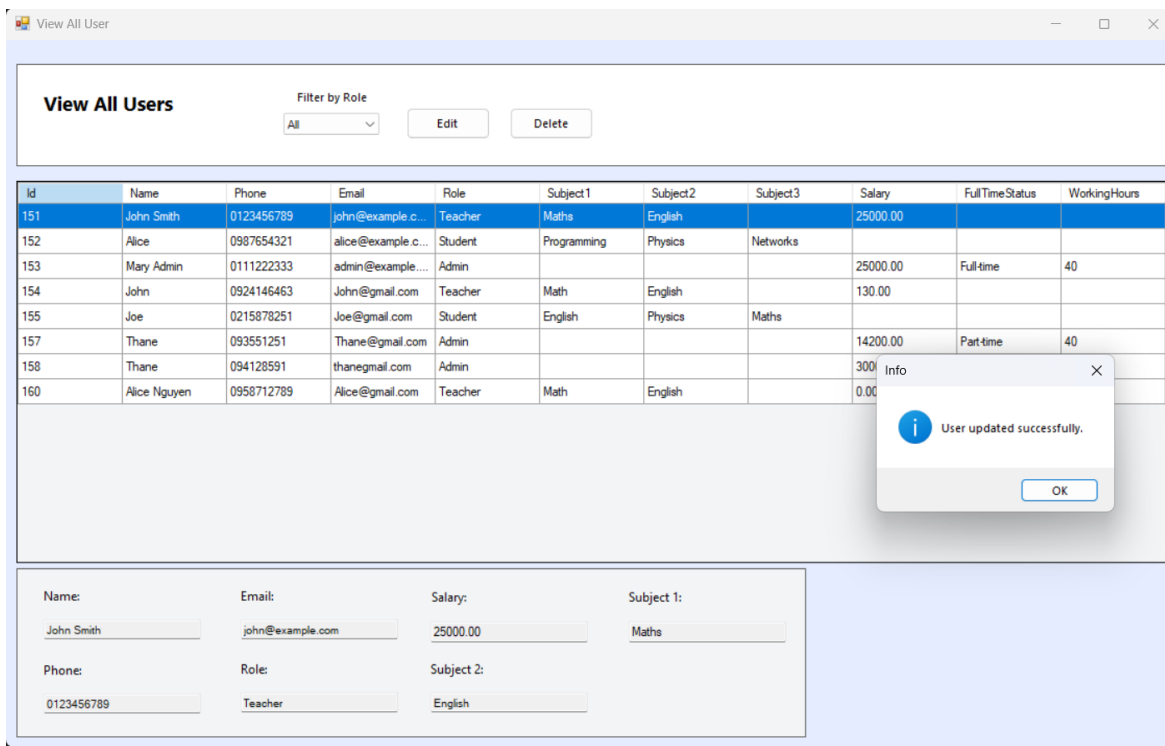 View All User
View All Users
Filter by Role
All
Edit
Delete
Id Name Phone Email Role Subject1 Subject2 Subject3 Salary FullTimeStatus WorkingHours
151 John Smith 0123456789 john@example.c... Teacher Maths English 25000.00
152 Alice 0987654321 alice@example.c... Student Programming Physics Networks
153 Mary Admin 0111222333 admin@example.... Admin 25000.00 Full-time 40
154 John 0924146463 John@gmail.com Teacher Math English 130.00
155 Joe 0215878251 Joe@gmail.com Student English Physics Maths
157 Thane 093551251 Thane@gmail.com Admin 14200.00 Part-time 40
158 Thane 094128591 thanegmail.com Admin
160 Alice Nguyen 0958712789 Alice@gmail.com Teacher Math English
Info
User updated successfully.
OK
Name: Email: Salary: Subject 1:
John Smith john@example.com 25000.00 Maths
Phone: Role: Subject 2:
0123456789 Teacher English